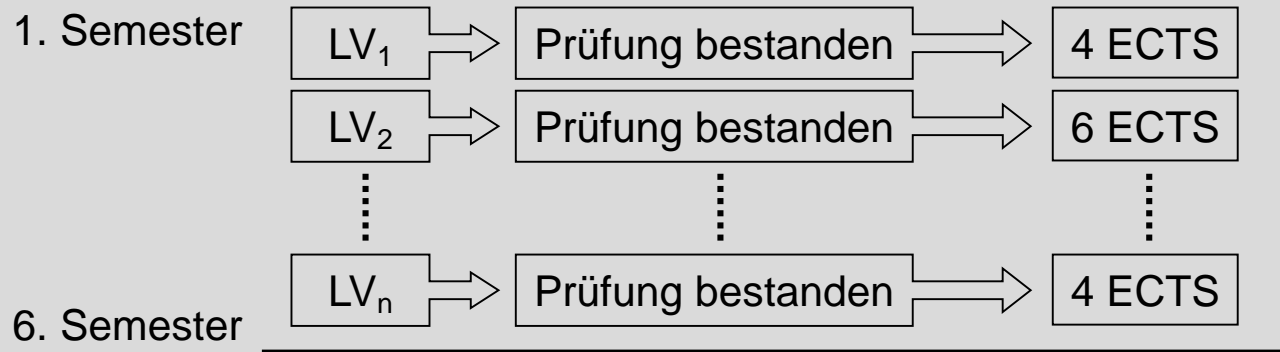 1. Semester LV₁ Prüfung bestanden 4 ECTS
LV₂ Prüfung bestanden 6 ECTS
LVₙ Prüfung bestanden 4 ECTS
6. Semester